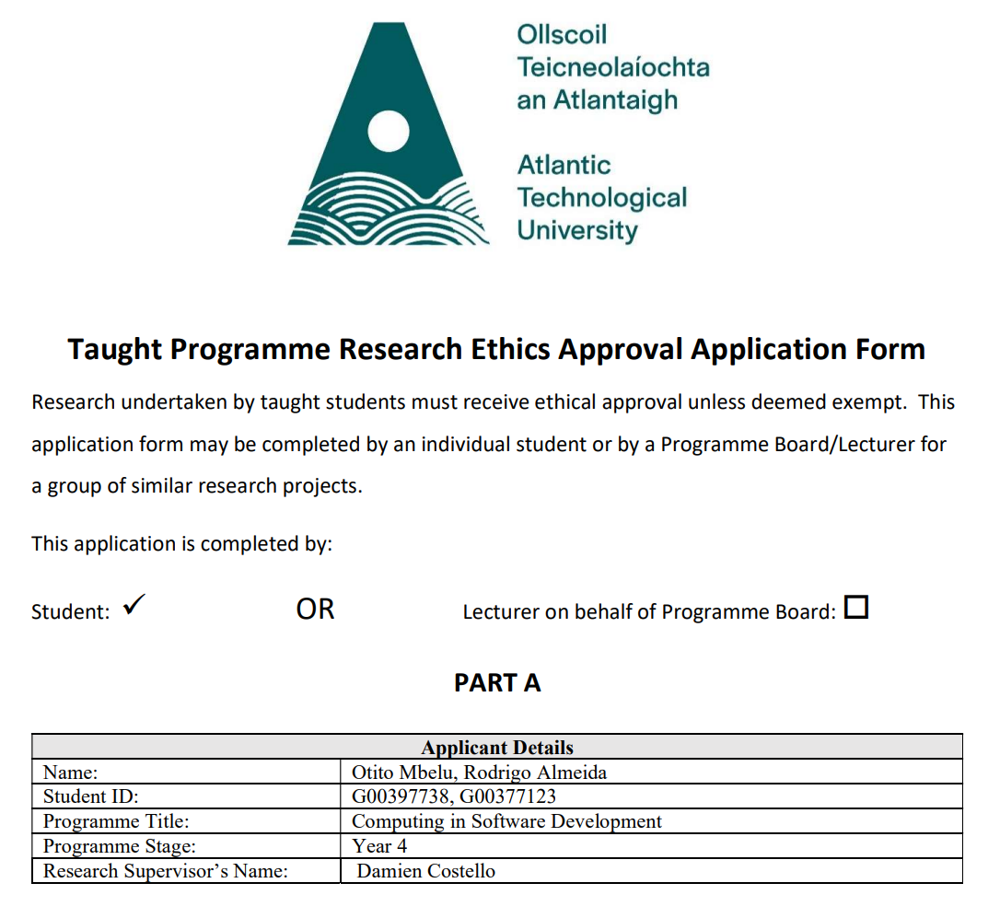 Ollscoil
Teicneolaíochta
an Atlantaigh
Atlantic
Technological
University
Taught Programme Research Ethics Approval Application Form
Research undertaken by taught students must receive ethical approval unless deemed exempt.  This
application form may be completed by an individual student or by a Programme Board/Lecturer for
a group of similar research projects.
This application is completed by:
Student: ✓ OR Lecturer on behalf of Programme Board: ☐
PART A
Applicant Details
Name: Otito Mbelu, Rodrigo Almeida
Student ID: G00397738, G00377123
Programme Title: Computing in Software Development
Programme Stage: Year 4
Research Supervisor’s Name: Damien Costello